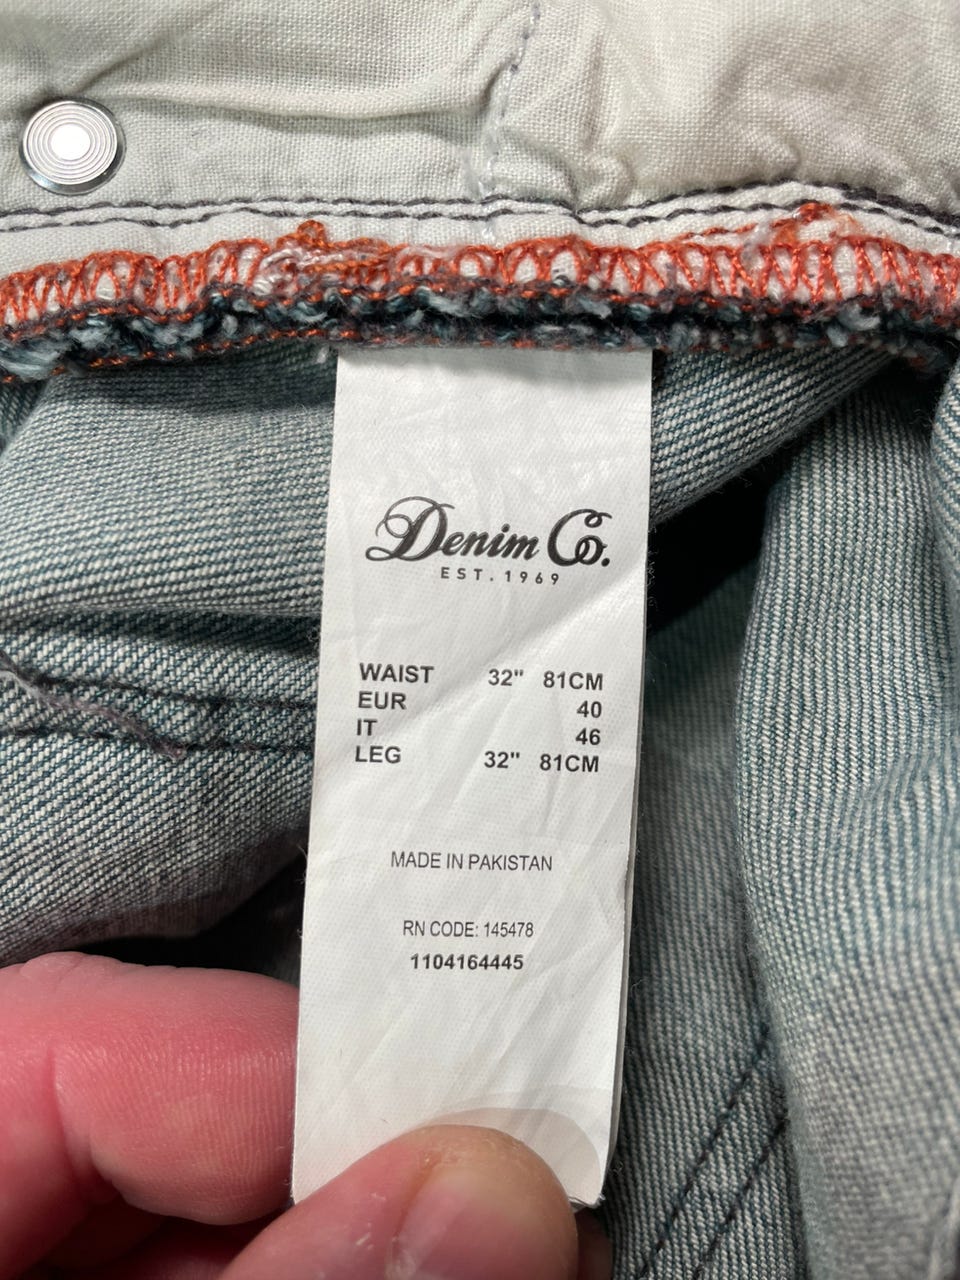 Denim Co.
EST. 1969
WAIST 32" 81CM
EUR 40
IT 46
LEG 32" 81CM
MADE IN PAKISTAN
RN CODE: 145478
1104164445